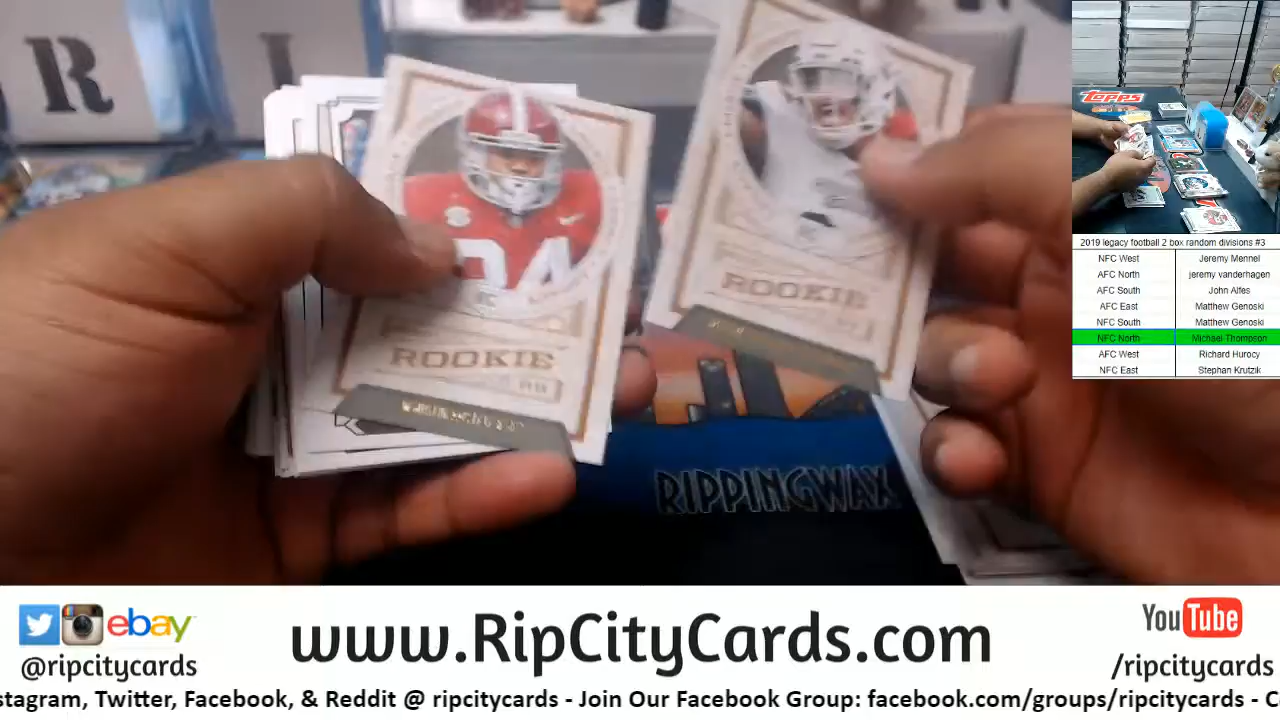 R
I
ROOKIE
94
ROOKIE
RIPPINGWAX
TOPPS
2019 legacy football 2 box random divisions #3
NFC West Jeremy Mennel
AFC North jeremy vanderhagen
AFC South John Alfes
AFC East Matthew Genoski
NFC South Matthew Genoski
NFC North Michael Thompson
AFC West Richard Hurocy
NFC East Stephan Krutzik
ebay
@ripcitycards
www.RipCityCards.com
YouTube
/ripcitycards
stagram, Twitter, Facebook, & Reddit @ ripcitycards - Join Our Facebook Group: facebook.com/groups/ripcitycards - C